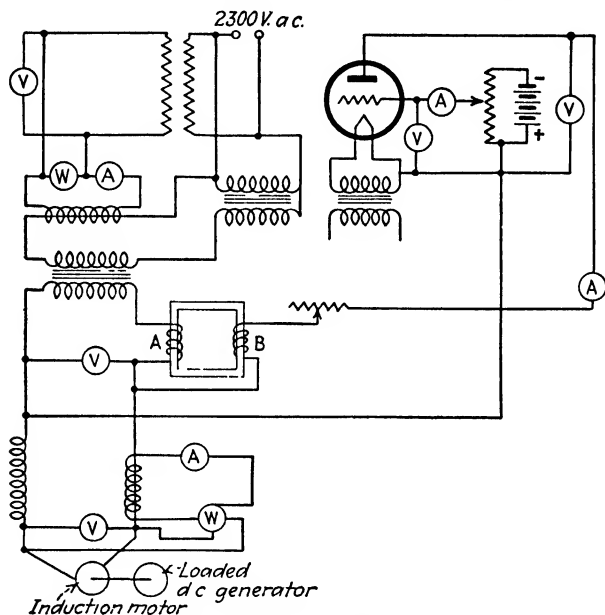 2300V. a.c.
V
W
A
A
V
V
-
+
A
A
B
V
A
V
W
Loaded
d c generator
Induction motor